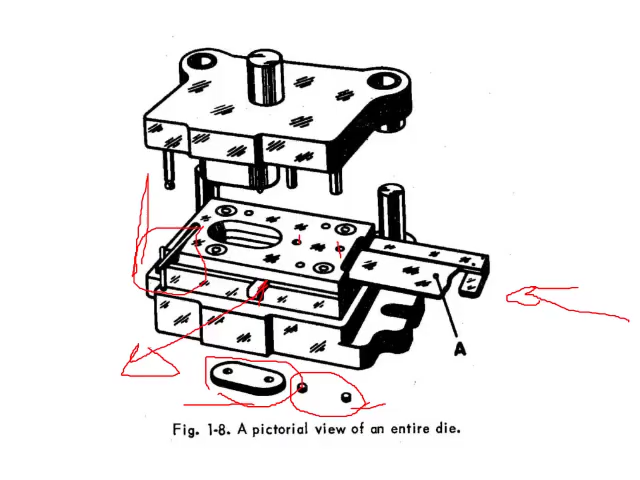 A
Fig. 1-8. A pictorial view of an entire die.